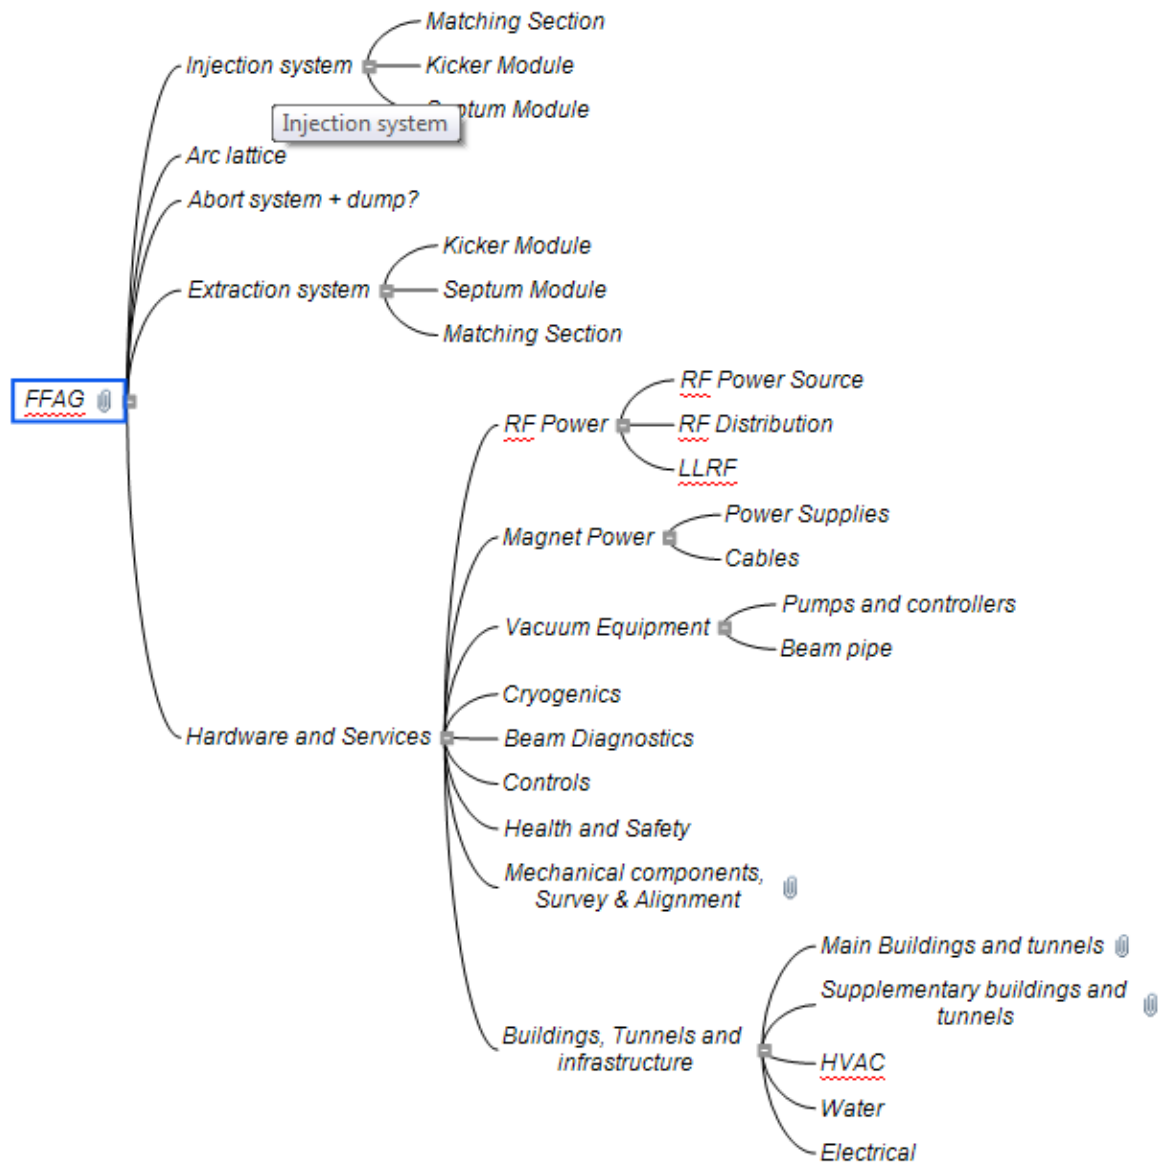 Matching Section
Injection system
Kicker Module
Septum Module
Injection system
Arc lattice
Abort system + dump?
Kicker Module
Extraction system
Septum Module
Matching Section
RF Power Source
FFAG
RF Power
RF Distribution
LLRF
Power Supplies
Magnet Power
Cables
Pumps and controllers
Vacuum Equipment
Beam pipe
Cryogenics
Hardware and Services
Beam Diagnostics
Controls
Health and Safety
Mechanical components,
Survey & Alignment
Main Buildings and tunnels
Supplementary buildings and
tunnels
Buildings, Tunnels and
infrastructure
HVAC
Water
Electrical